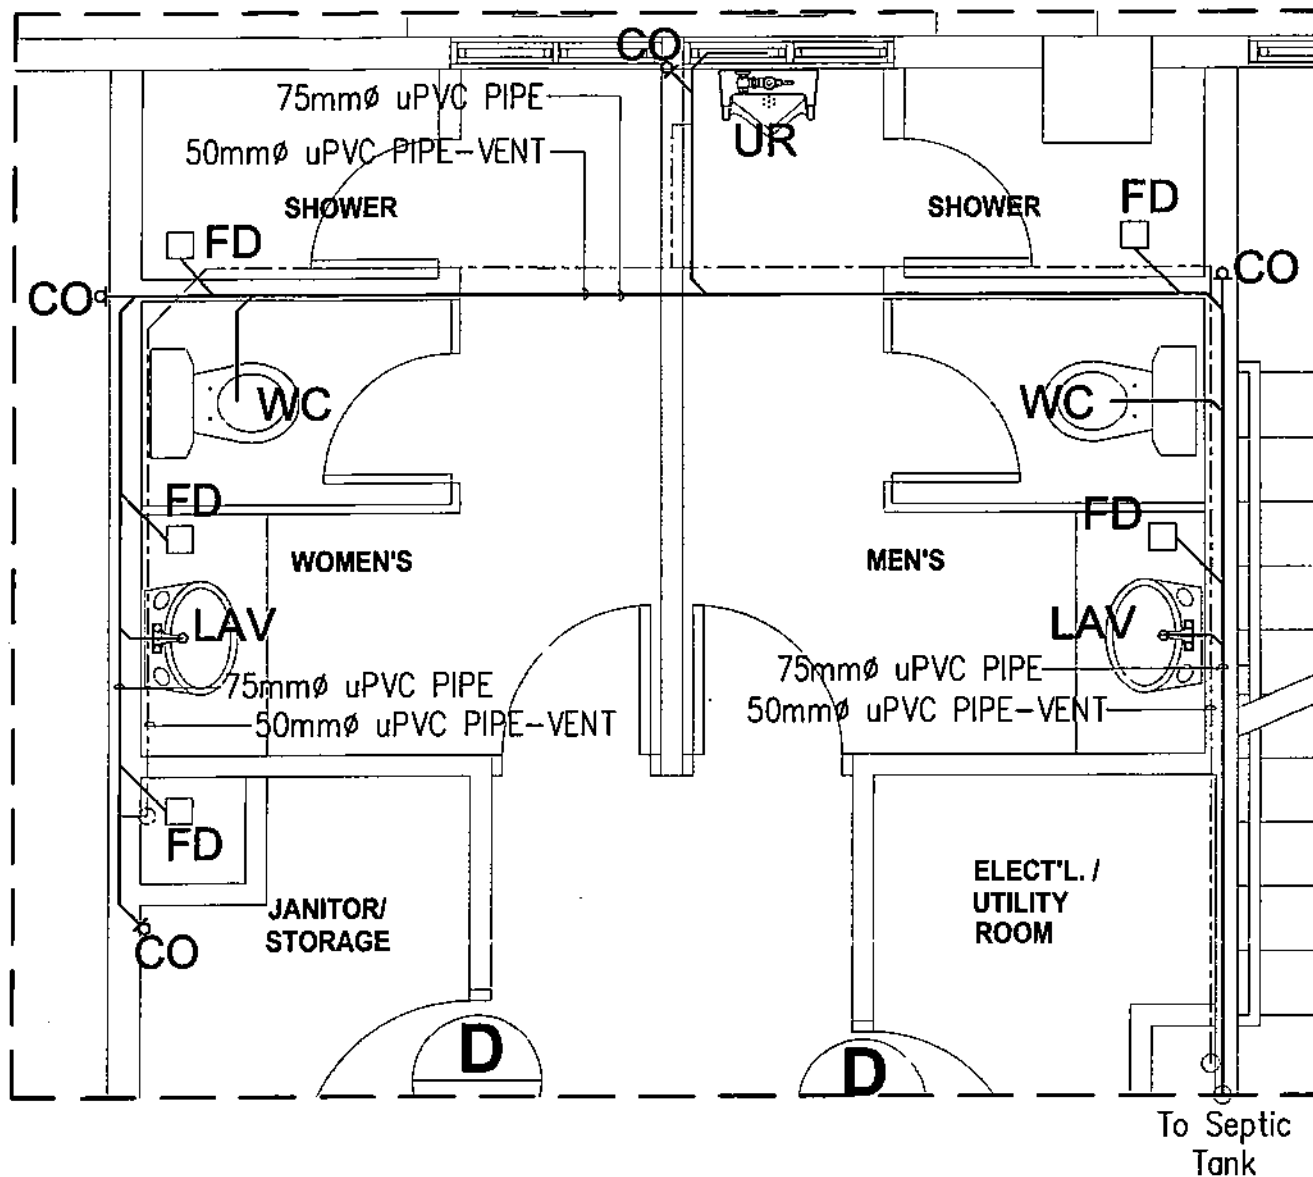 CO
75mmø uPVC PIPE
UR
50mmø uPVC PIPE-VENT
SHOWER
SHOWER
FD
FD
CO
CO
WC
WC
FD
FD
WOMEN'S
MEN'S
LAV
LAV
75mmø uPVC PIPE
75mmø uPVC PIPE
50mmø uPVC PIPE-VENT
50mmø uPVC PIPE-VENT
FD
JANITOR/
STORAGE
ELECT'L. /
UTILITY
ROOM
CO
D
D
To Septic
Tank